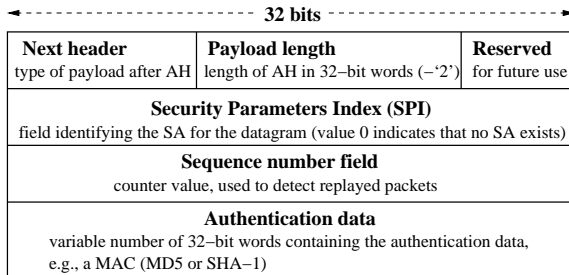 32 bits
Next header Payload length Reserved
type of payload after AH length of AH in 32−bit words (−‘2’) for future use
Security Parameters Index (SPI)
field identifying the SA for the datagram (value 0 indicates that no SA exists)
Sequence number field
counter value, used to detect replayed packets
Authentication data
variable number of 32−bit words containing the authentication data,
e.g., a MAC (MD5 or SHA−1)